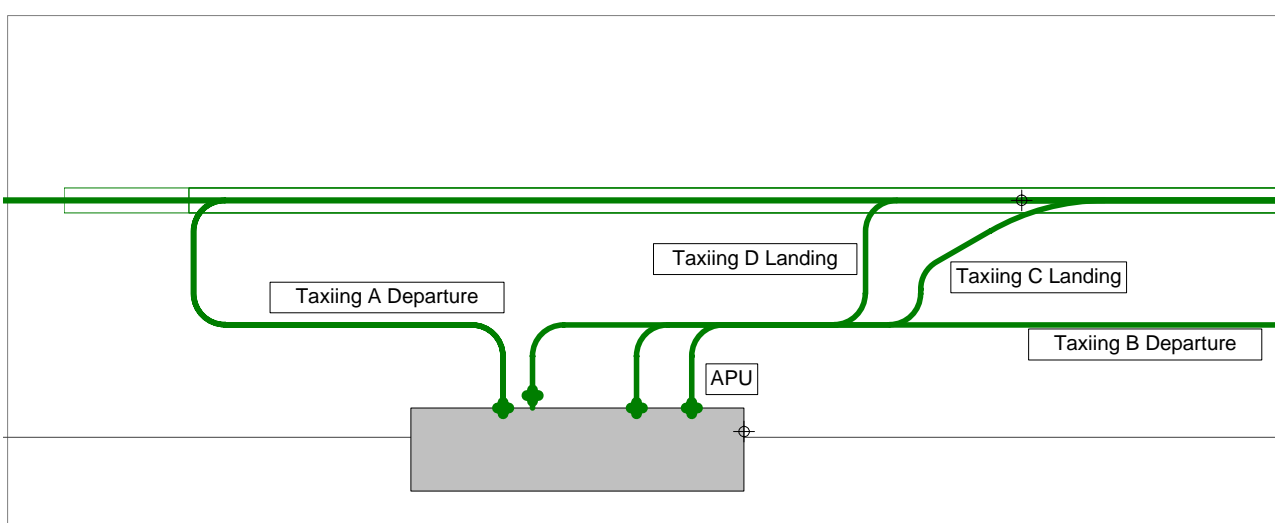 Taxiing D Landing
Taxiing C Landing
Taxiing A Departure
Taxiing B Departure
APU